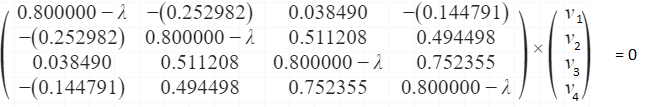 0.800000 − λ −(0.252982) 0.038490 −(0.144791) v1
−(0.252982) 0.800000 − λ 0.511208 0.494498 v2
0.038490 0.511208 0.800000 − λ 0.752355 × v3 = 0
−(0.144791) 0.494498 0.752355 0.800000 − λ v4